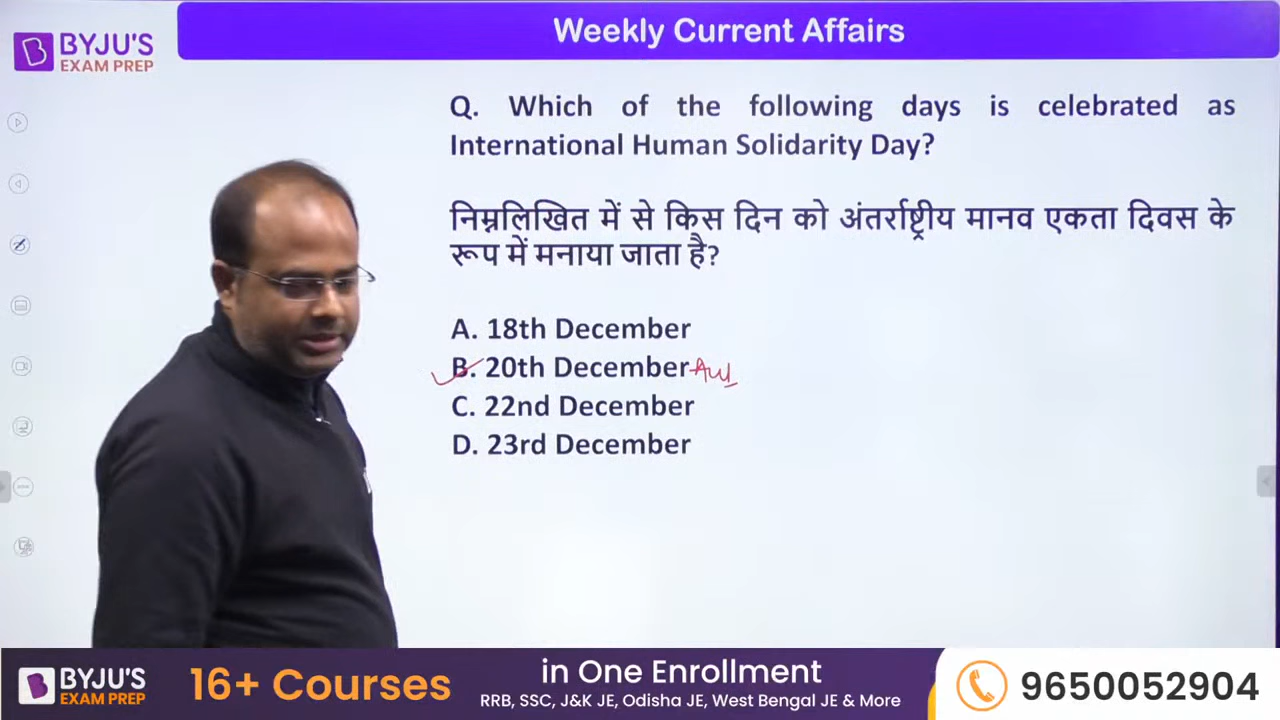 BYJU'S
EXAM PREP
Weekly Current Affairs
Q. Which of the following days is celebrated as
International Human Solidarity Day?
निम्नलिखित में से किस दिन को अंतर्राष्ट्रीय मानव एकता दिवस के
रूप में मनाया जाता है?
A. 18th December
B. 20th December
C. 22nd December
D. 23rd December
BYJU'S
EXAM PREP
16+ Courses
in One Enrollment
RRB, SSC, J&K JE, Odisha JE, West Bengal JE & More
9650052904